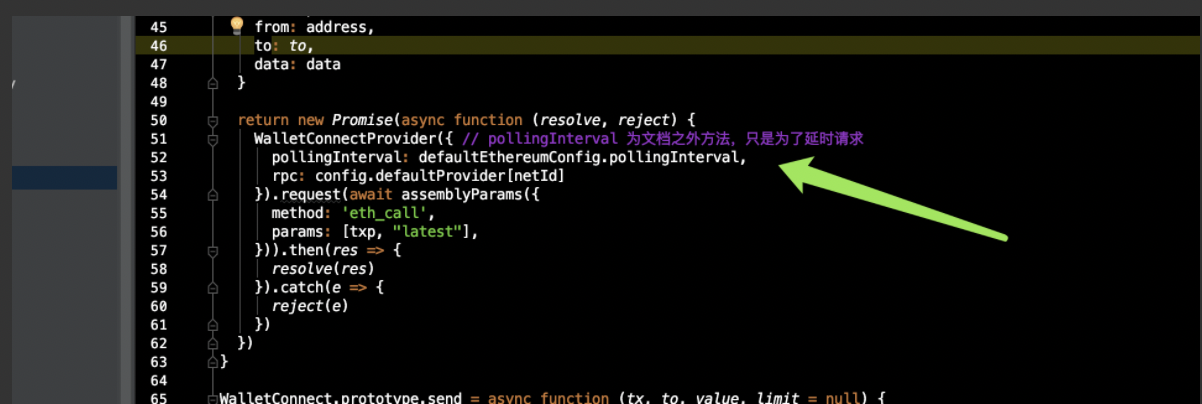 45 from: address,
46 to: to,
47 data: data
48 }
49
50 return new Promise(async function (resolve, reject) {
51 WalletConnectProvider({ // pollingInterval 为文档之外方法，只是为了延时请求
52 pollingInterval: defaultEthereumConfig.pollingInterval,
53 rpc: config.defaultProvider[netId]
54 }).request(await assemblyParams({
55 method: 'eth_call',
56 params: [txp, "latest"],
57 })).then(res => {
58 resolve(res)
59 }).catch(e => {
60 reject(e)
61 })
62 })
63 }
64
65 WalletConnect.prototype.send = async function (tx, to, value, limit = null) {